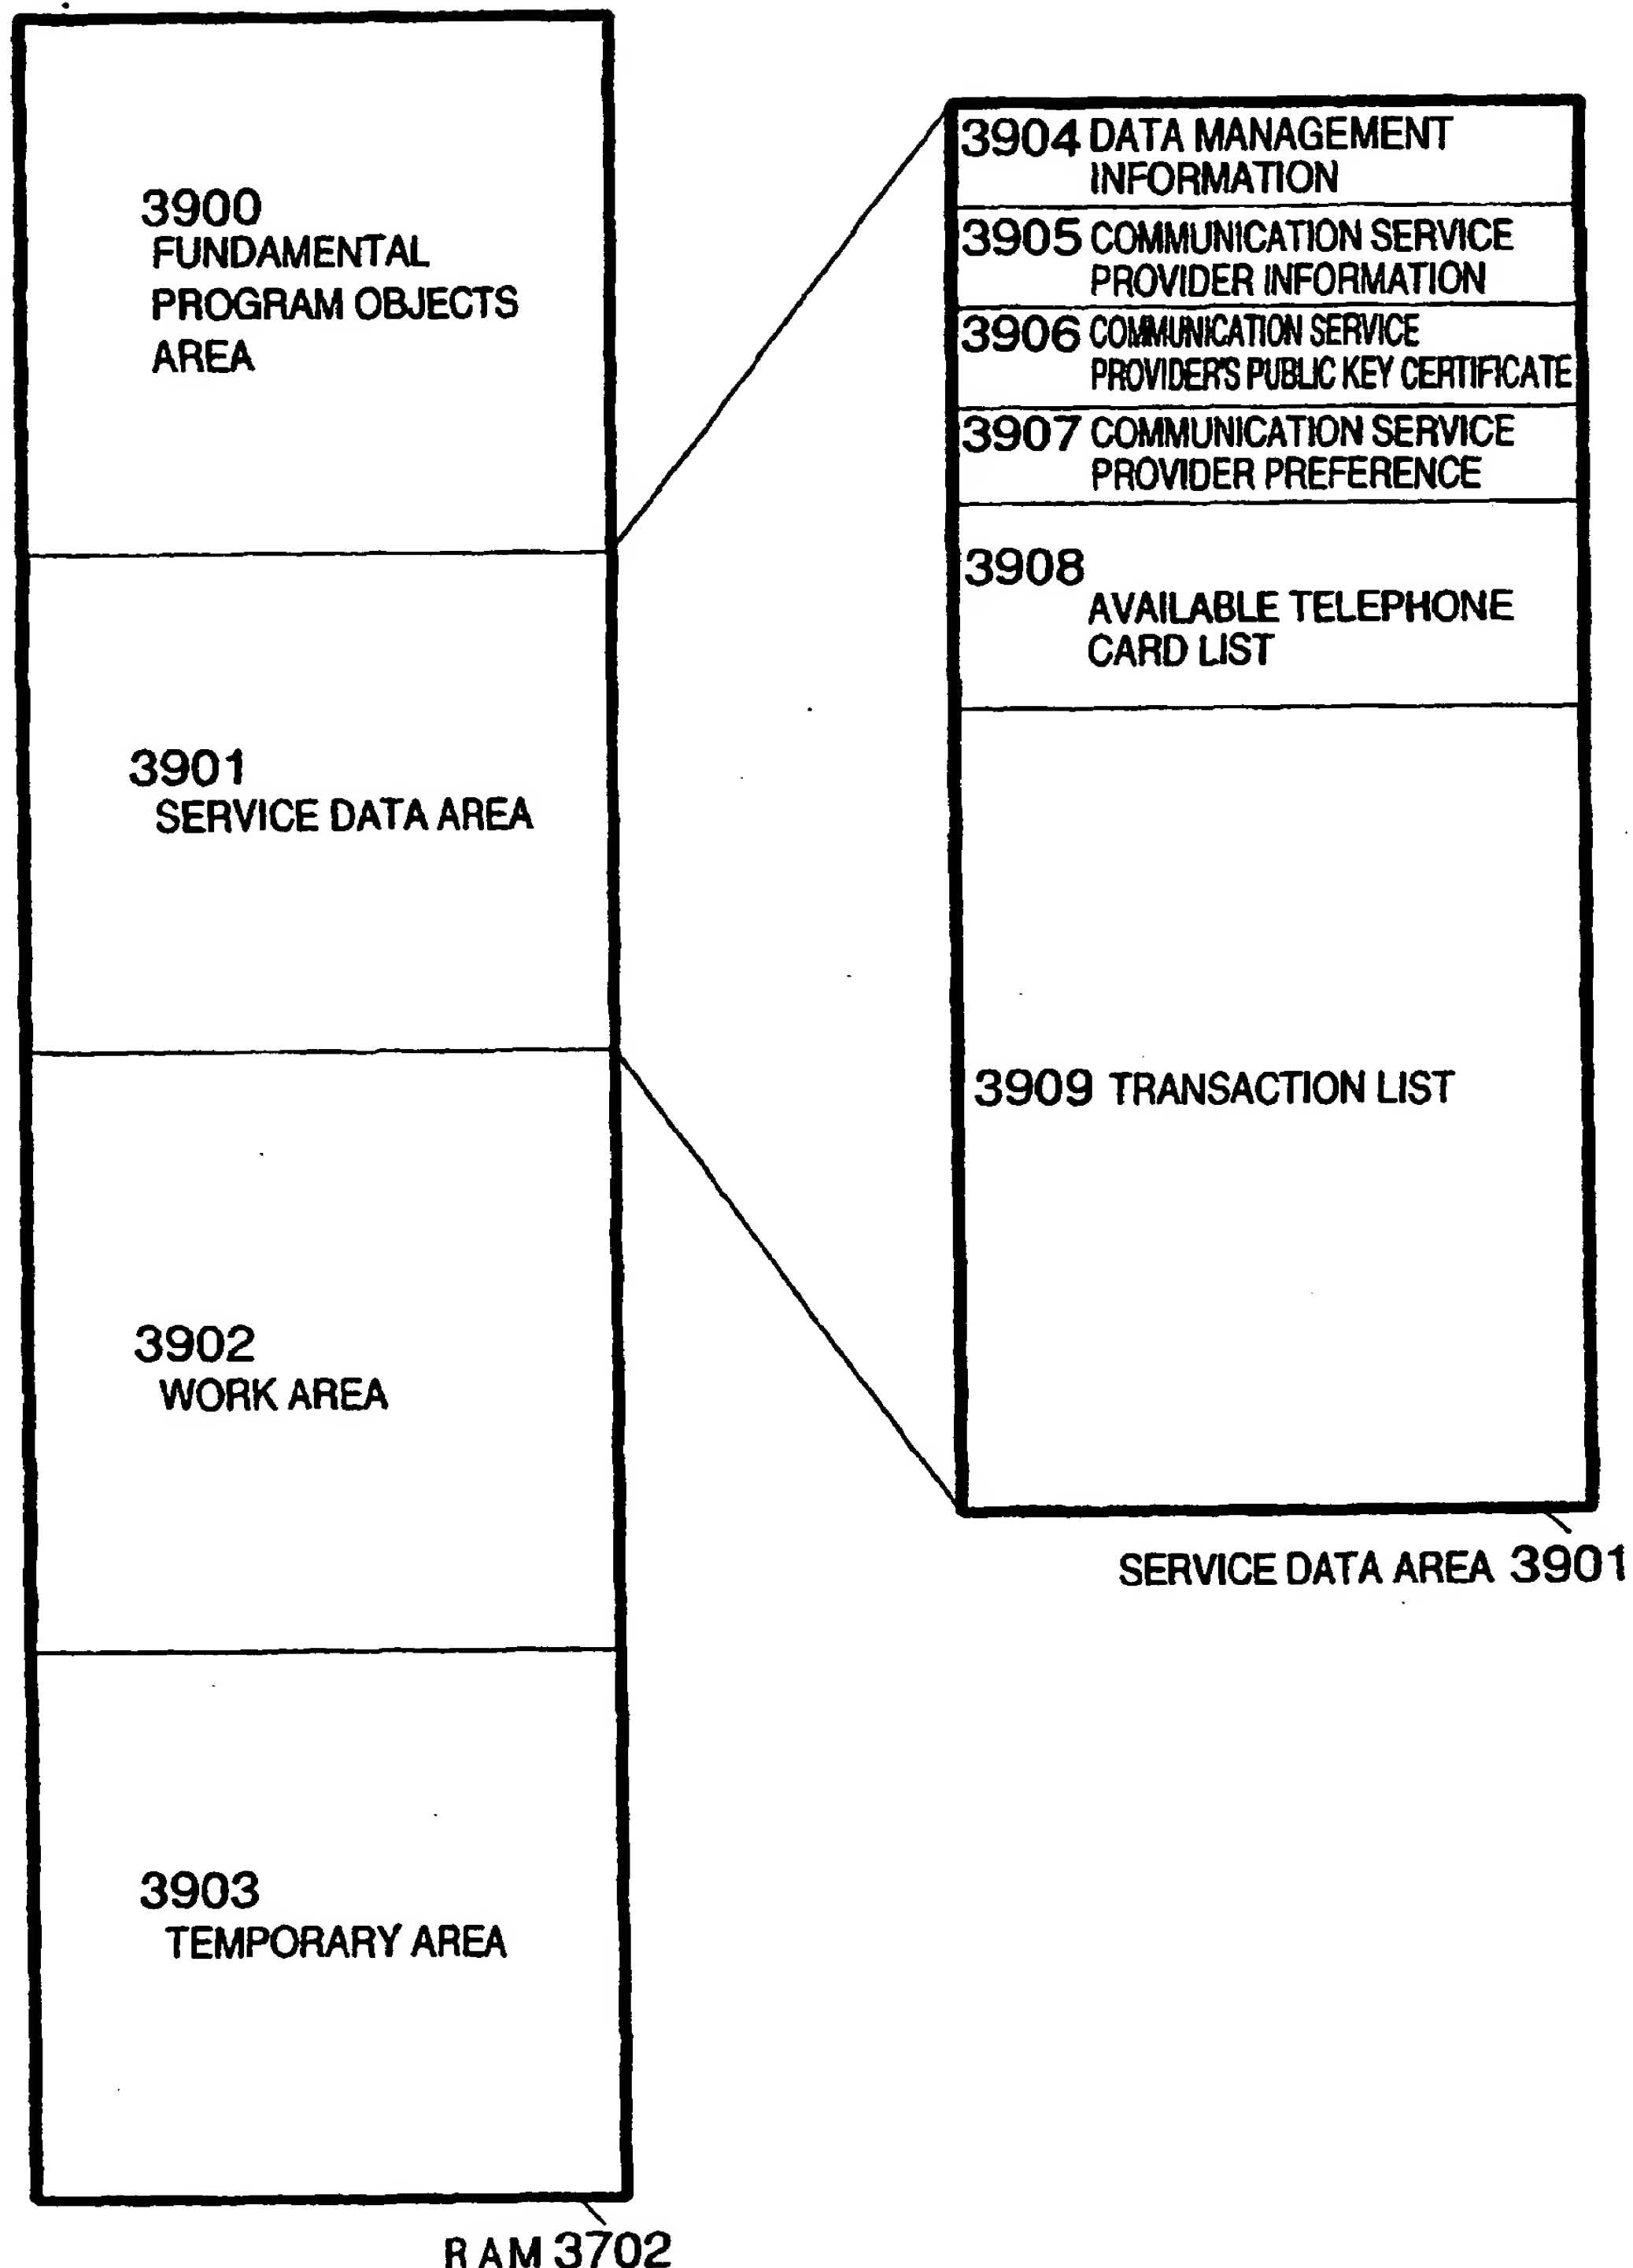 3900
FUNDAMENTAL
PROGRAM OBJECTS
AREA
3901
SERVICE DATA AREA
3902
WORK AREA
3903
TEMPORARY AREA
RAM 3702
3904 DATA MANAGEMENT
INFORMATION
3905 COMMUNICATION SERVICE
PROVIDER INFORMATION
3906 COMMUNICATION SERVICE
PROVIDER'S PUBLIC KEY CERTIFICATE
3907 COMMUNICATION SERVICE
PROVIDER PREFERENCE
3908
AVAILABLE TELEPHONE
CARD LIST
3909 TRANSACTION LIST
SERVICE DATA AREA 3901